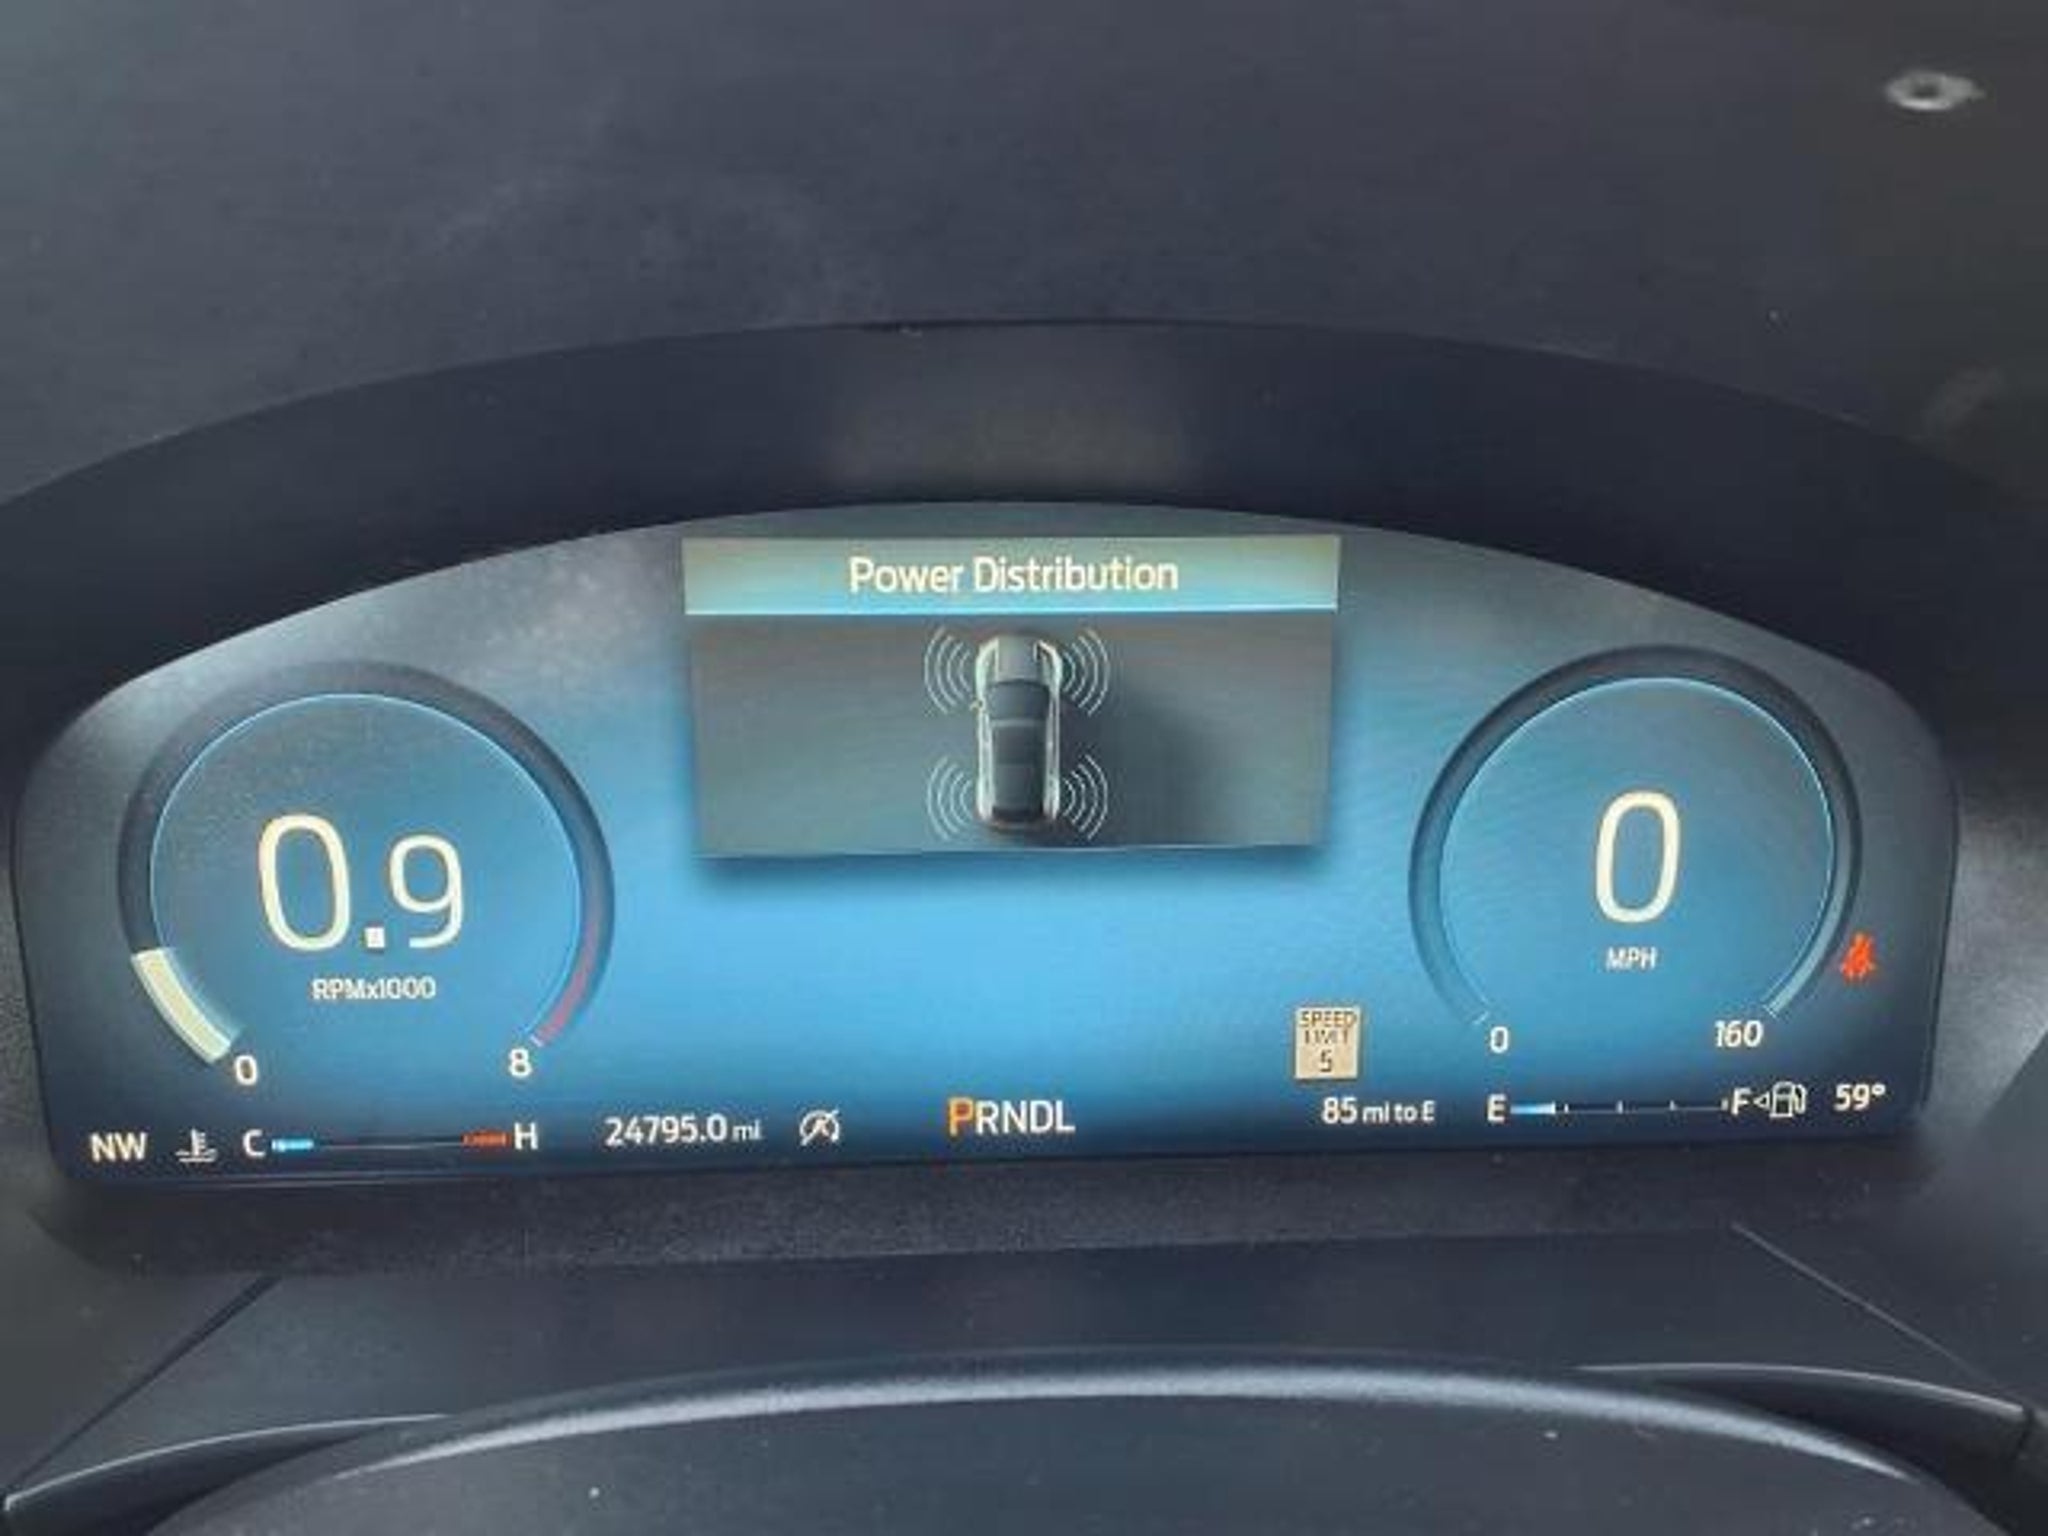 Power Distribution
0.9
RPMx1000
0 8
0
MPH
0 160
SPEED
LIMIT
5
NW C H 24795.0 mi PRNDL 85 mi to E E F 59°